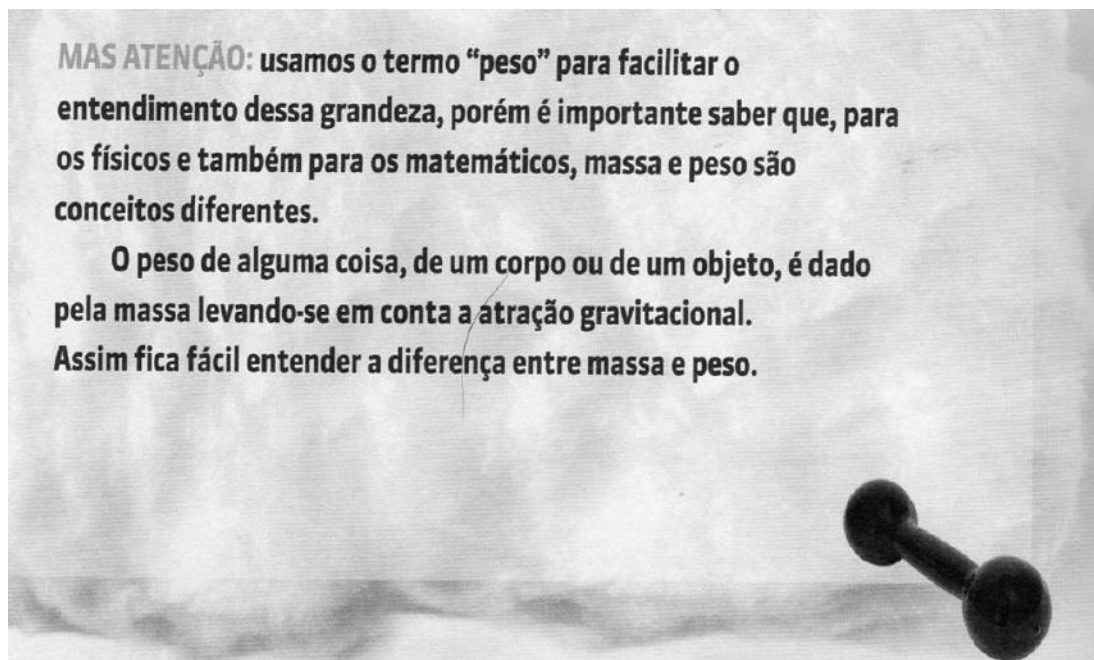 MAS ATENÇÃO: usamos o termo “peso” para facilitar o
entendimento dessa grandeza, porém é importante saber que, para
os físicos e também para os matemáticos, massa e peso são
conceitos diferentes.
O peso de alguma coisa, de um corpo ou de um objeto, é dado
pela massa levando-se em conta a atração gravitacional.
Assim fica fácil entender a diferença entre massa e peso.